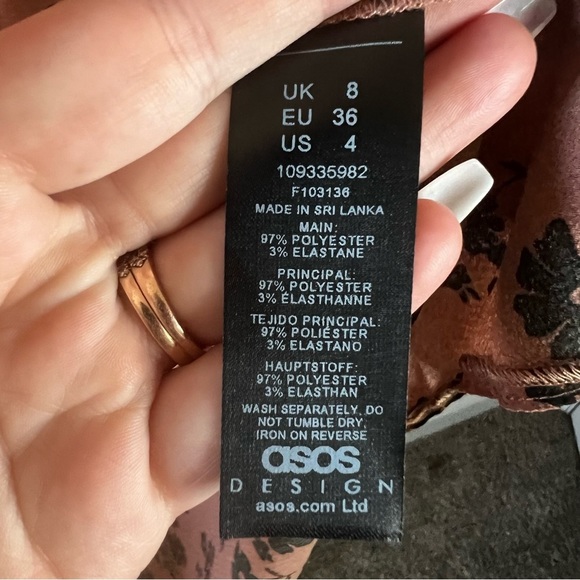 UK 8
EU 36
US 4
109335982
F103136
MADE IN SRI LANKA
MAIN:
97% POLYESTER
3% ELASTANE
PRINCIPAL:
97% POLYESTER
3% ÉLASTHANNE
TEJIDO PRINCIPAL:
97% POLIÉSTER
3% ELASTANO
HAUPTSTOFF:
97% POLYESTER
3% ELASTHAN
WASH SEPARATELY, DO
NOT TUMBLE DRY,
IRON ON REVERSE
asos
DESIGN
asos.com Ltd